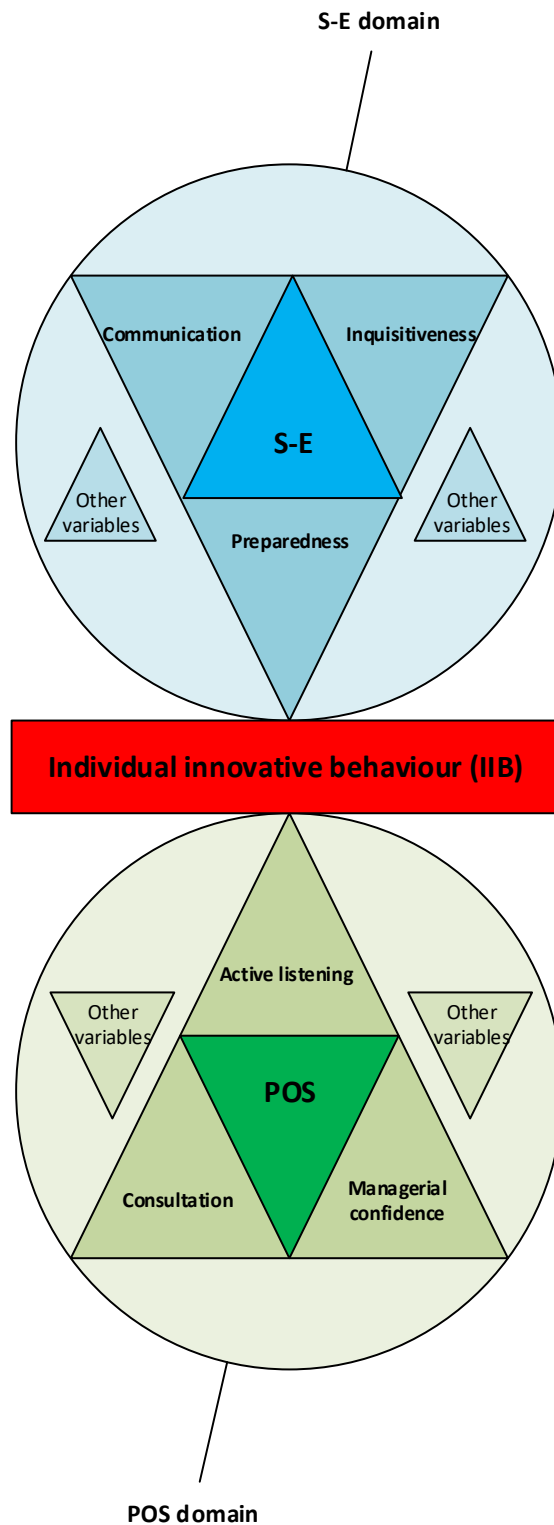 S-E domain
Communication
Inquisitiveness
S-E
Other
variables
Other
variables
Preparedness
Individual innovative behaviour (IIB)
Active listening
Other
variables
Other
variables
POS
Consultation
Managerial
confidence
POS domain